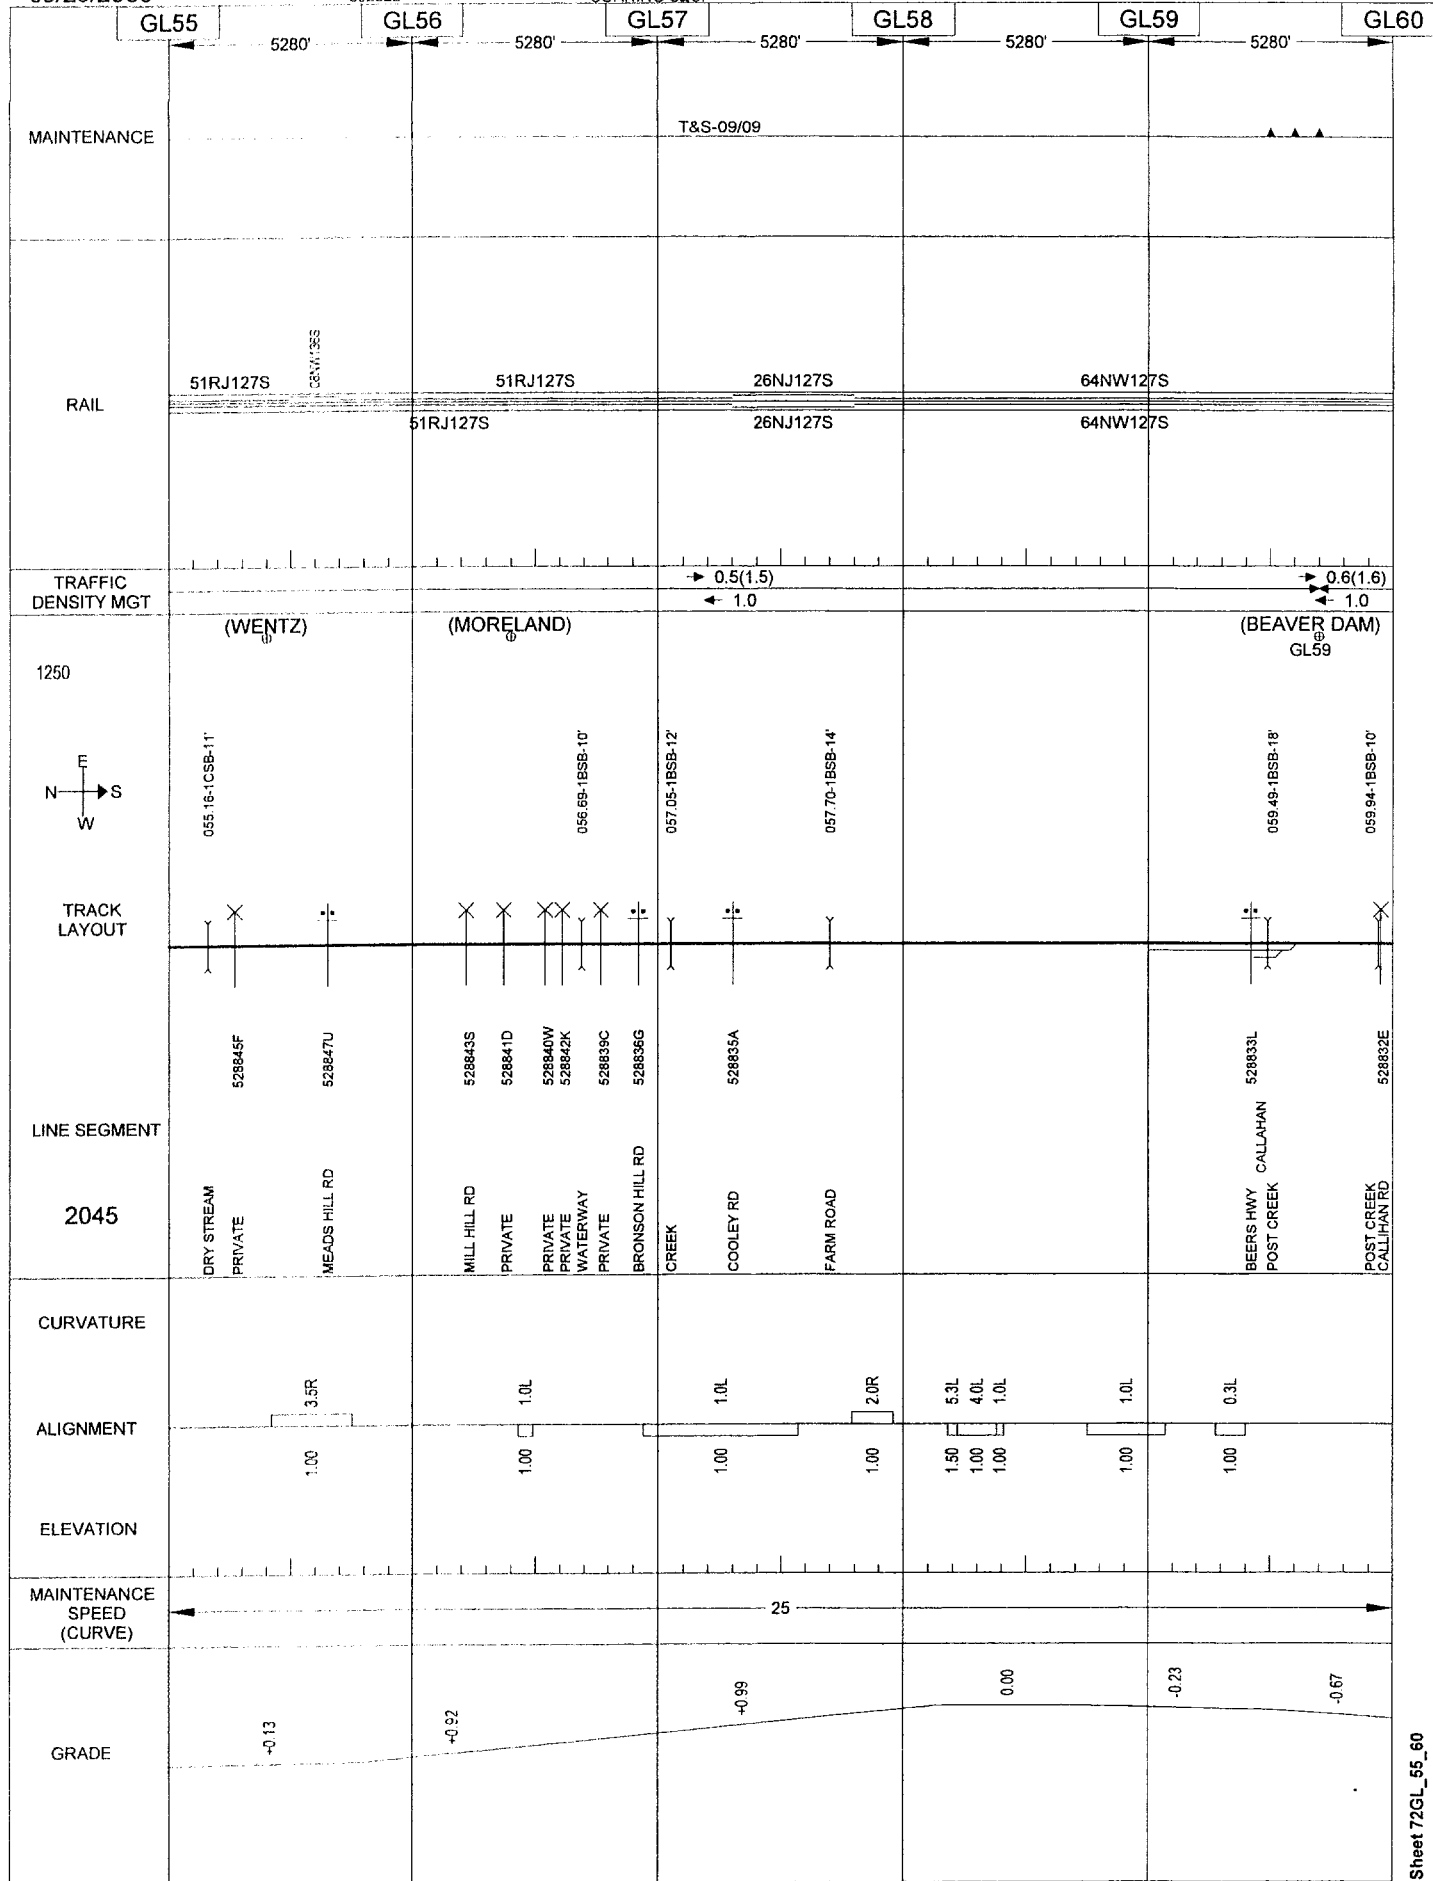 GL55 GL56 GL57 GL58 GL59 GL60
5280' 5280' 5280' 5280' 5280'
MAINTENANCE
T&S-09/09
RAIL
51RJ127S 51RJ127S 26NJ127S 64NW127S
51RJ127S 26NJ127S 64NW127S
TRAFFIC
DENSITY MGT
0.5(1.5) 0.6(1.6)
1.0 1.0
(WENTZ) (MORELAND) (BEAVER DAM)
GL59
1250
E
N S
W
055.16-1CSB-11'
056.69-1BSB-10'
057.05-1BSB-12'
057.70-1BSB-14'
059.49-1BSB-18'
059.94-1BSB-10'
TRACK
LAYOUT
528845F
528847U
528843S
528841D
528840W
528842K
528839C
528836G
528835A
528833L
528832E
LINE SEGMENT
2045
DRY STREAM
PRIVATE
MEADS HILL RD
MILL HILL RD
PRIVATE
PRIVATE
PRIVATE
WATERWAY
PRIVATE
BRONSON HILL RD
CREEK
COOLEY RD
FARM ROAD
BEERS HWY CALLAHAN
POST CREEK
POST CREEK
CALLIHAN RD
CURVATURE
3.5R 1.0L 1.0L 2.0R 5.3L 4.0L 1.0L 1.0L 0.3L
ALIGNMENT
1.00 1.00 1.00 1.00 1.50 1.00 1.00 1.00 1.00
ELEVATION
MAINTENANCE
SPEED
(CURVE)
25
GRADE
+0.13 +0.92 +0.99 0.00 -0.23 -0.67
Sheet 72GL_55_60